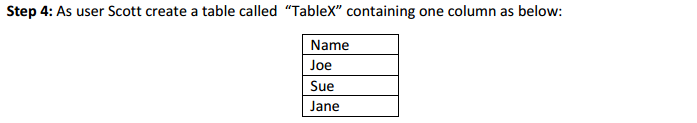 Step 4: As user Scott create a table called “TableX” containing one column as below:
Name
Joe
Sue
Jane